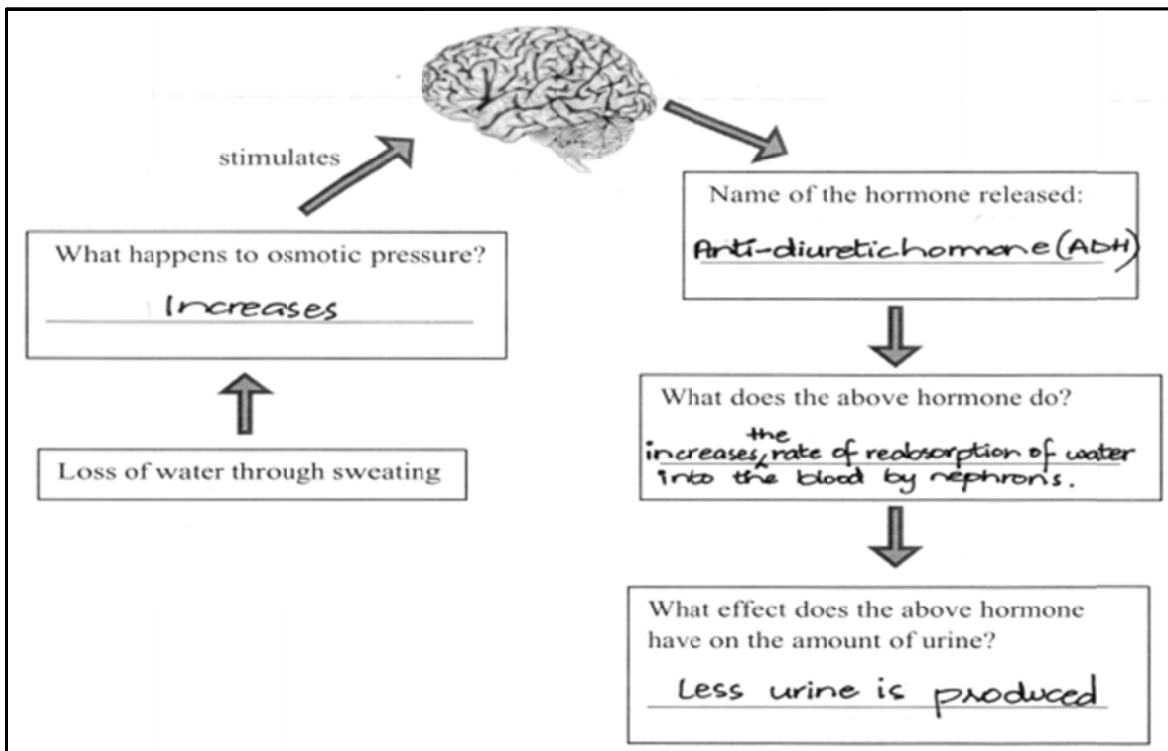 stimulates
What happens to osmotic pressure?
Increases
Loss of water through sweating
Name of the hormone released:
Anti-diuretic hormone (ADH)
What does the above hormone do?
increases the rate of reabsorption of water
into the blood by nephrons.
What effect does the above hormone
have on the amount of urine?
Less urine is produced